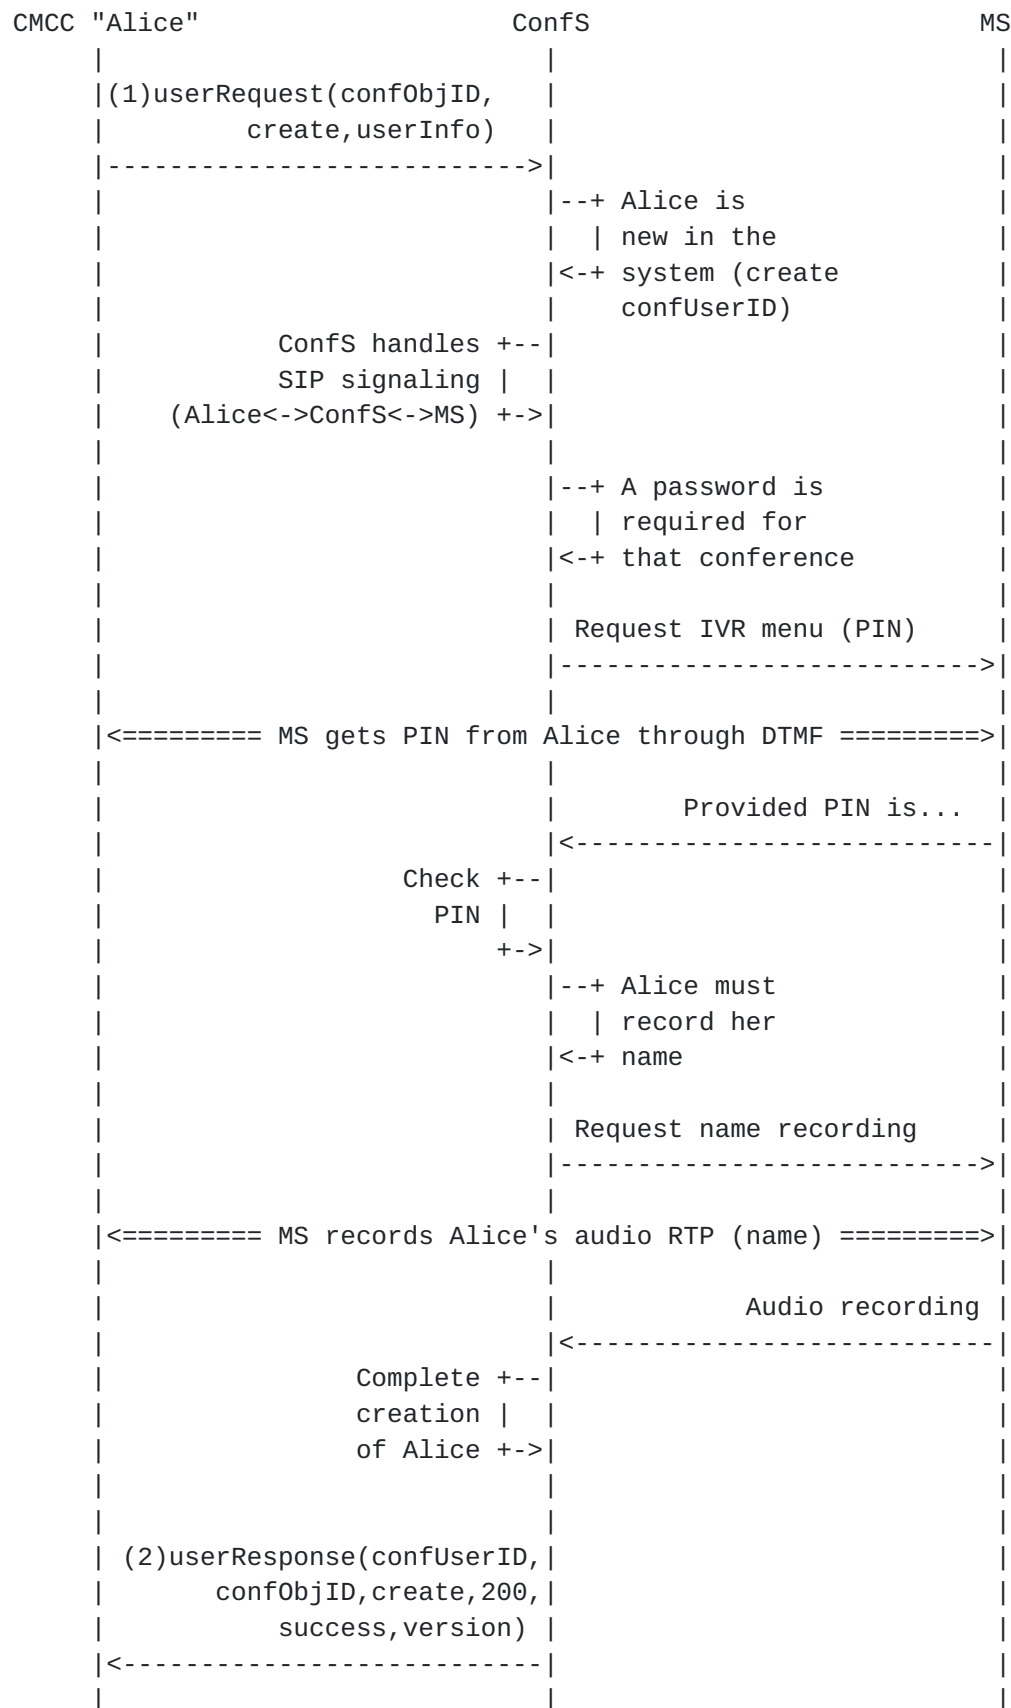 CMCC "Alice" ConfS MS
(1)userRequest(confObjID,
create,userInfo)
--+ Alice is
| new in the
<-+ system (create
confUserID)
ConfS handles +--
SIP signaling |
(Alice<->ConfS<->MS) +->
--+ A password is
| required for
<-+ that conference
Request IVR menu (PIN)
--------------------------->
<========= MS gets PIN from Alice through DTMF =========>
Provided PIN is...
<---------------------------
Check +--
PIN |
+->
--+ Alice must
| record her
<-+ name
Request name recording
--------------------------->
<========= MS records Alice's audio RTP (name) =========>
Audio recording
<---------------------------
Complete +--
creation |
of Alice +->
(2)userResponse(confUserID,
confObjID,create,200,
success,version)
<---------------------------